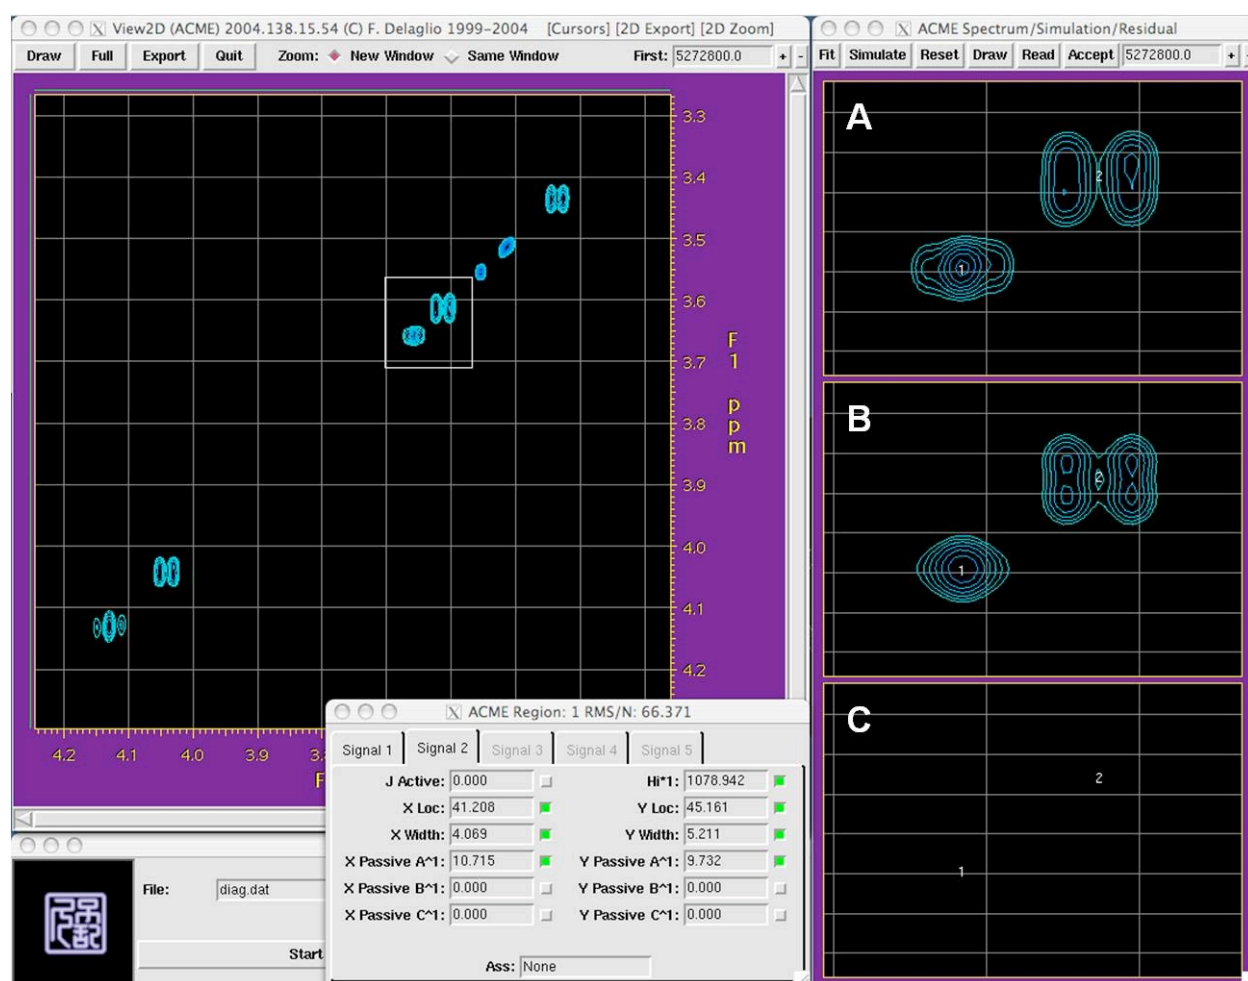 View2D (ACME) 2004.138.15.54 (C) F. Delaglio 1999-2004 [Cursors] [2D Export] [2D Zoom]
Draw Full Export Quit Zoom: New Window Same Window First: 5272800.0 + -
3.3
3.4
3.5
3.6
3.7
3.8
3.9
4.0
4.1
4.2
F
1
p
p
m
4.2 4.1 4.0 3.9
F
ACME Spectrum/Simulation/Residual
Fit Simulate Reset Draw Read Accept 5272800.0 +
A
2
1
B
2
1
C
2
1
ACME Region: 1 RMS/N: 66.371
Signal 1 Signal 2 Signal 3 Signal 4 Signal 5
J Active: 0.000 Hi*1: 1078.942
X Loc: 41.208 Y Loc: 45.161
X Width: 4.069 Y Width: 5.211
X Passive A^1: 10.715 Y Passive A^1: 9.732
X Passive B^1: 0.000 Y Passive B^1: 0.000
X Passive C^1: 0.000 Y Passive C^1: 0.000
Ass: None
File: diag.dat
Start